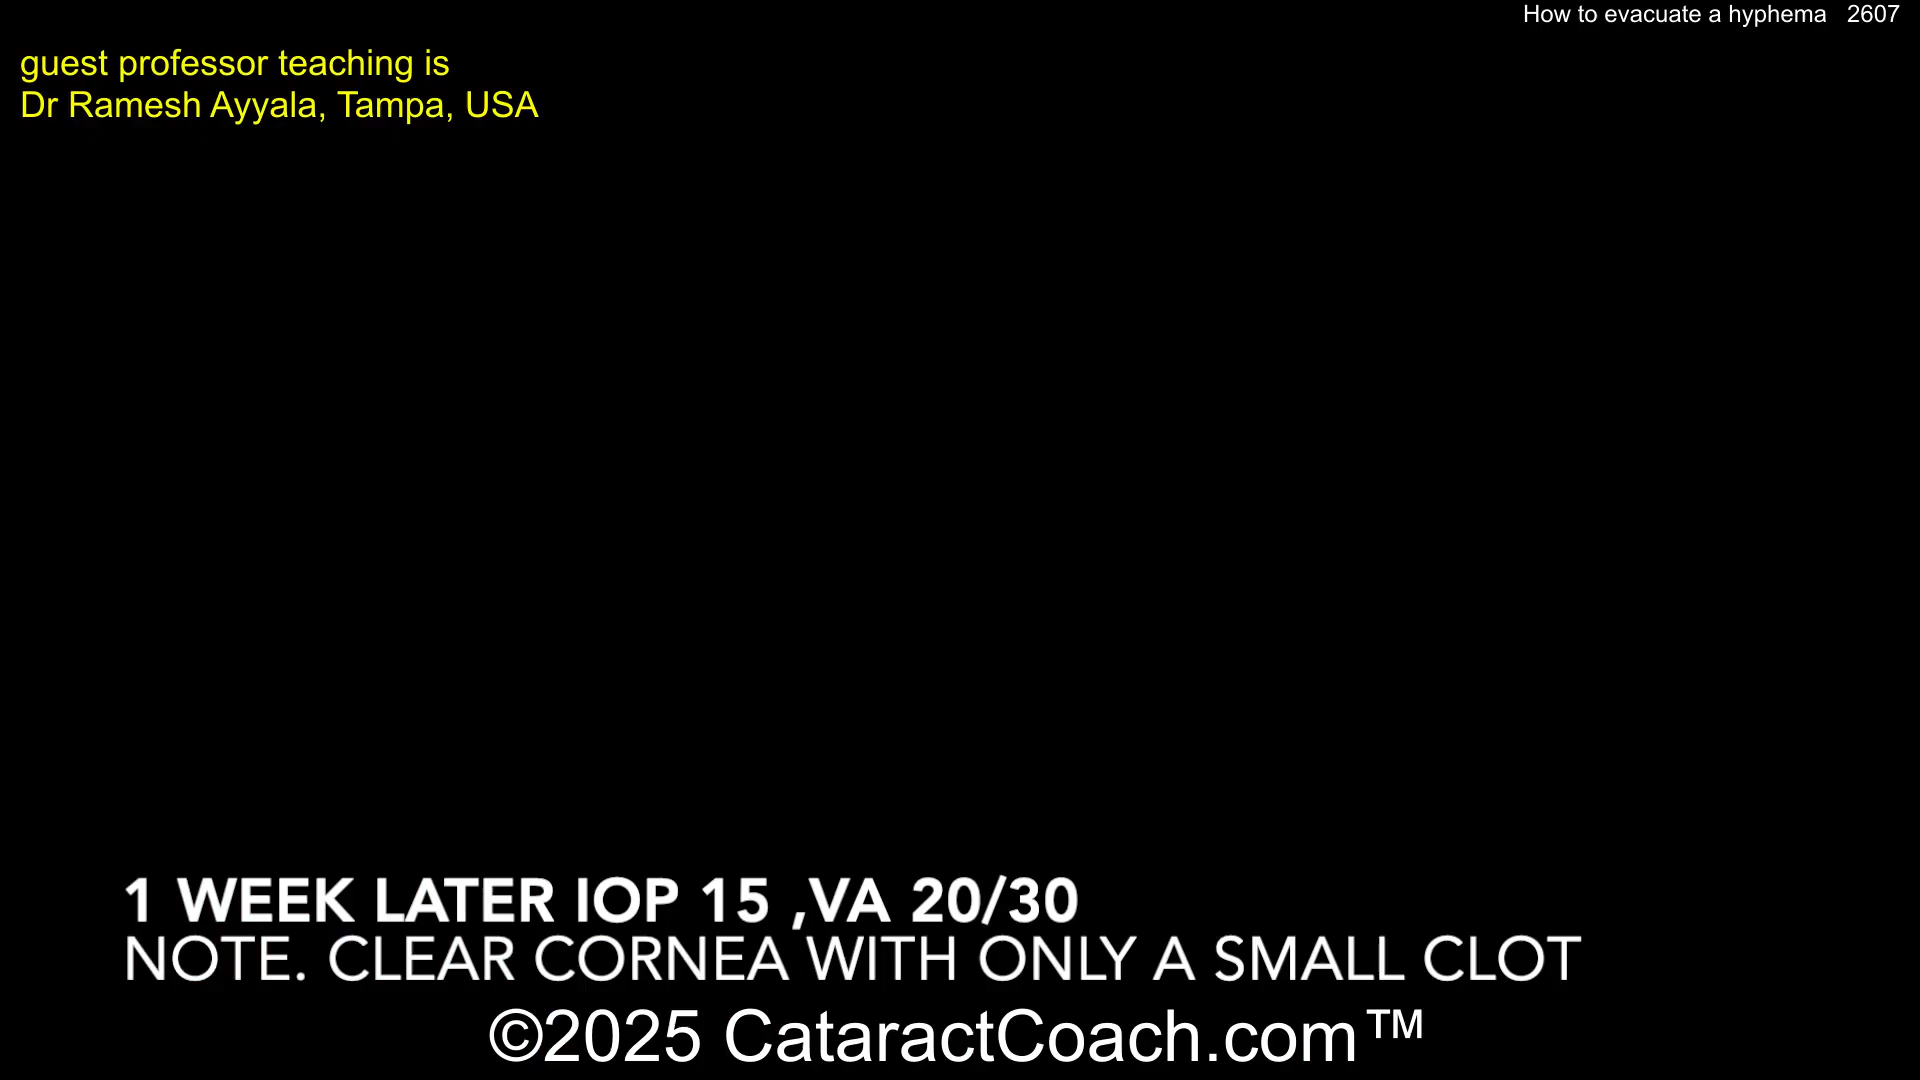 How to evacuate a hyphema 2607
guest professor teaching is
Dr Ramesh Ayyala, Tampa, USA
1 WEEK LATER IOP 15 ,VA 20/30
NOTE. CLEAR CORNEA WITH ONLY A SMALL CLOT
©2025 CataractCoach.com™